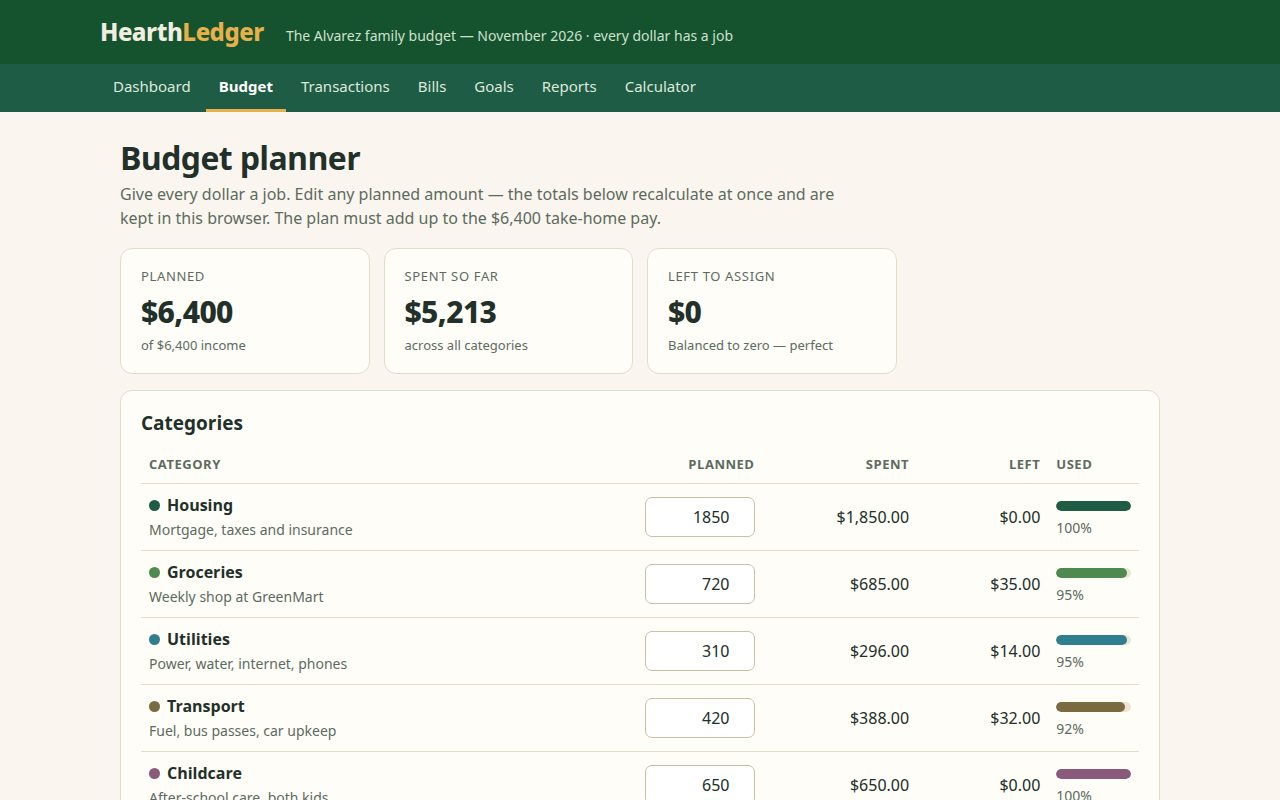 HearthLedger
The Alvarez family budget — November 2026 · every dollar has a job
Dashboard Budget Transactions Bills Goals Reports Calculator
Budget planner
Give every dollar a job. Edit any planned amount — the totals below recalculate at once and are
kept in this browser. The plan must add up to the $6,400 take-home pay.
PLANNED
$6,400
of $6,400 income
SPENT SO FAR
$5,213
across all categories
LEFT TO ASSIGN
$0
Balanced to zero — perfect
Categories
CATEGORY PLANNED SPENT LEFT USED
Housing 1850 $1,850.00 $0.00
Mortgage, taxes and insurance 100%
Groceries 720 $685.00 $35.00
Weekly shop at GreenMart 95%
Utilities 310 $296.00 $14.00
Power, water, internet, phones 95%
Transport 420 $388.00 $32.00
Fuel, bus passes, car upkeep 92%
Childcare 650 $650.00 $0.00
After-school care, both kids 100%